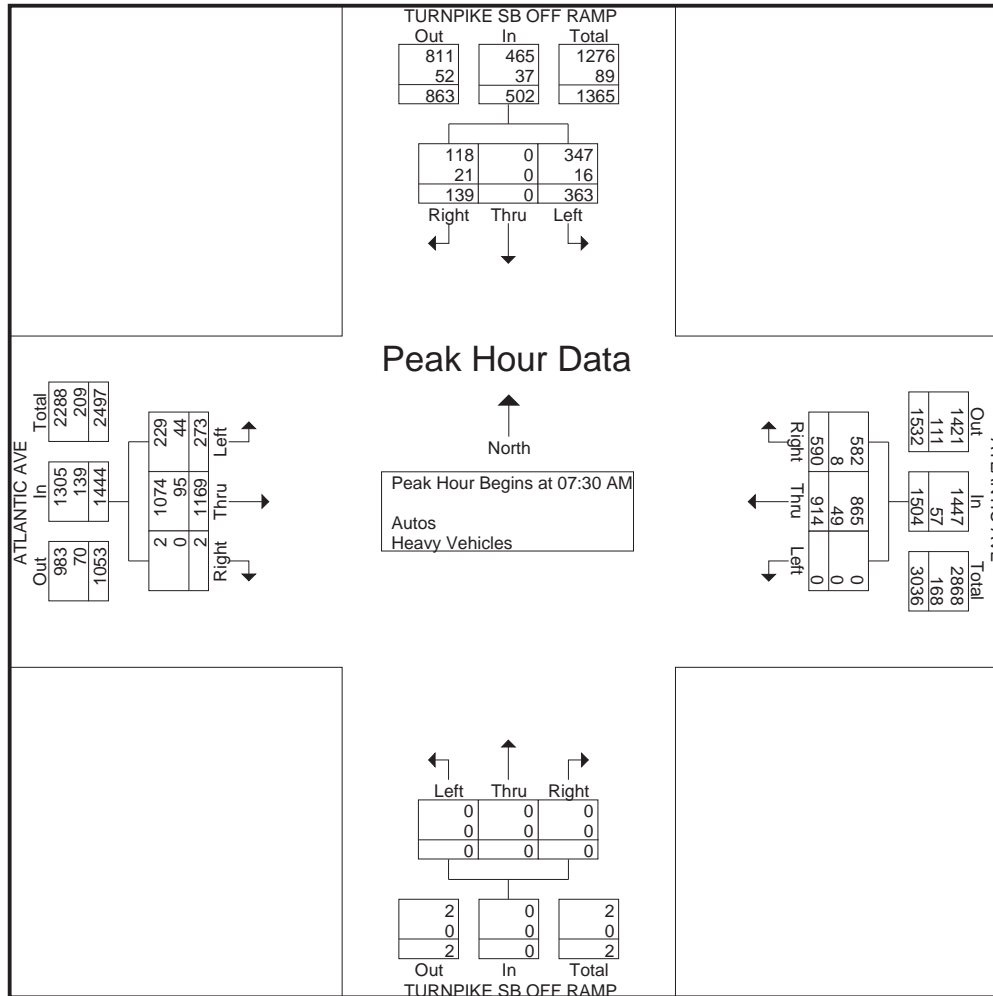 TURNPIKE SB OFF RAMP
Out In Total
811 465 1276
52 37 89
863 502 1365
118 0 347
21 0 16
139 0 363
Right Thru Left
Peak Hour Data
North
Peak Hour Begins at 07:30 AM
Autos
Heavy Vehicles
ATLANTIC AVE
Out In Total
983 1305 2288
70 139 209
1053 1444 2497
2 1074 229
0 95 44
2 1169 273
Right Thru Left
Out In Total
1421 1447 2868
111 57 168
1532 1504 3036
582 865 0
8 49 0
590 914 0
Right Thru Left
Left Thru Right
0 0 0
0 0 0
0 0 0
2 0 2
0 0 0
2 0 2
Out In Total
TURNPIKE SB OFF RAMP